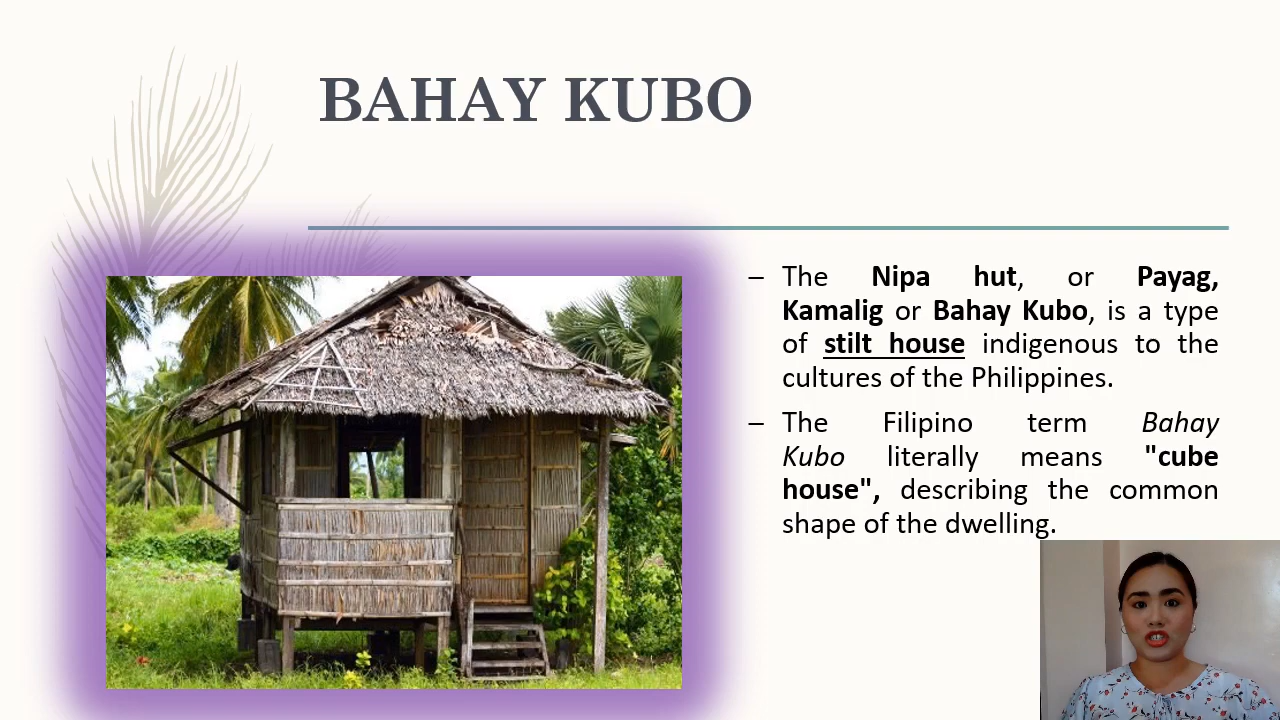 BAHAY KUBO
– The Nipa hut, or Payag,
Kamalig or Bahay Kubo, is a type
of stilt house indigenous to the
cultures of the Philippines.
– The Filipino term Bahay
Kubo literally means "cube
house", describing the common
shape of the dwelling.